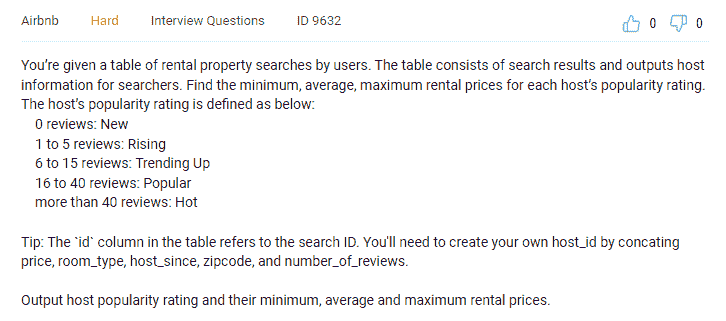 Airbnb Hard Interview Questions ID 9632 0 0
You're given a table of rental property searches by users. The table consists of search results and outputs host
information for searchers. Find the minimum, average, maximum rental prices for each host's popularity rating.
The host's popularity rating is defined as below:
0 reviews: New
1 to 5 reviews: Rising
6 to 15 reviews: Trending Up
16 to 40 reviews: Popular
more than 40 reviews: Hot
Tip: The `id` column in the table refers to the search ID. You'll need to create your own host_id by concating
price, room_type, host_since, zipcode, and number_of_reviews.
Output host popularity rating and their minimum, average and maximum rental prices.